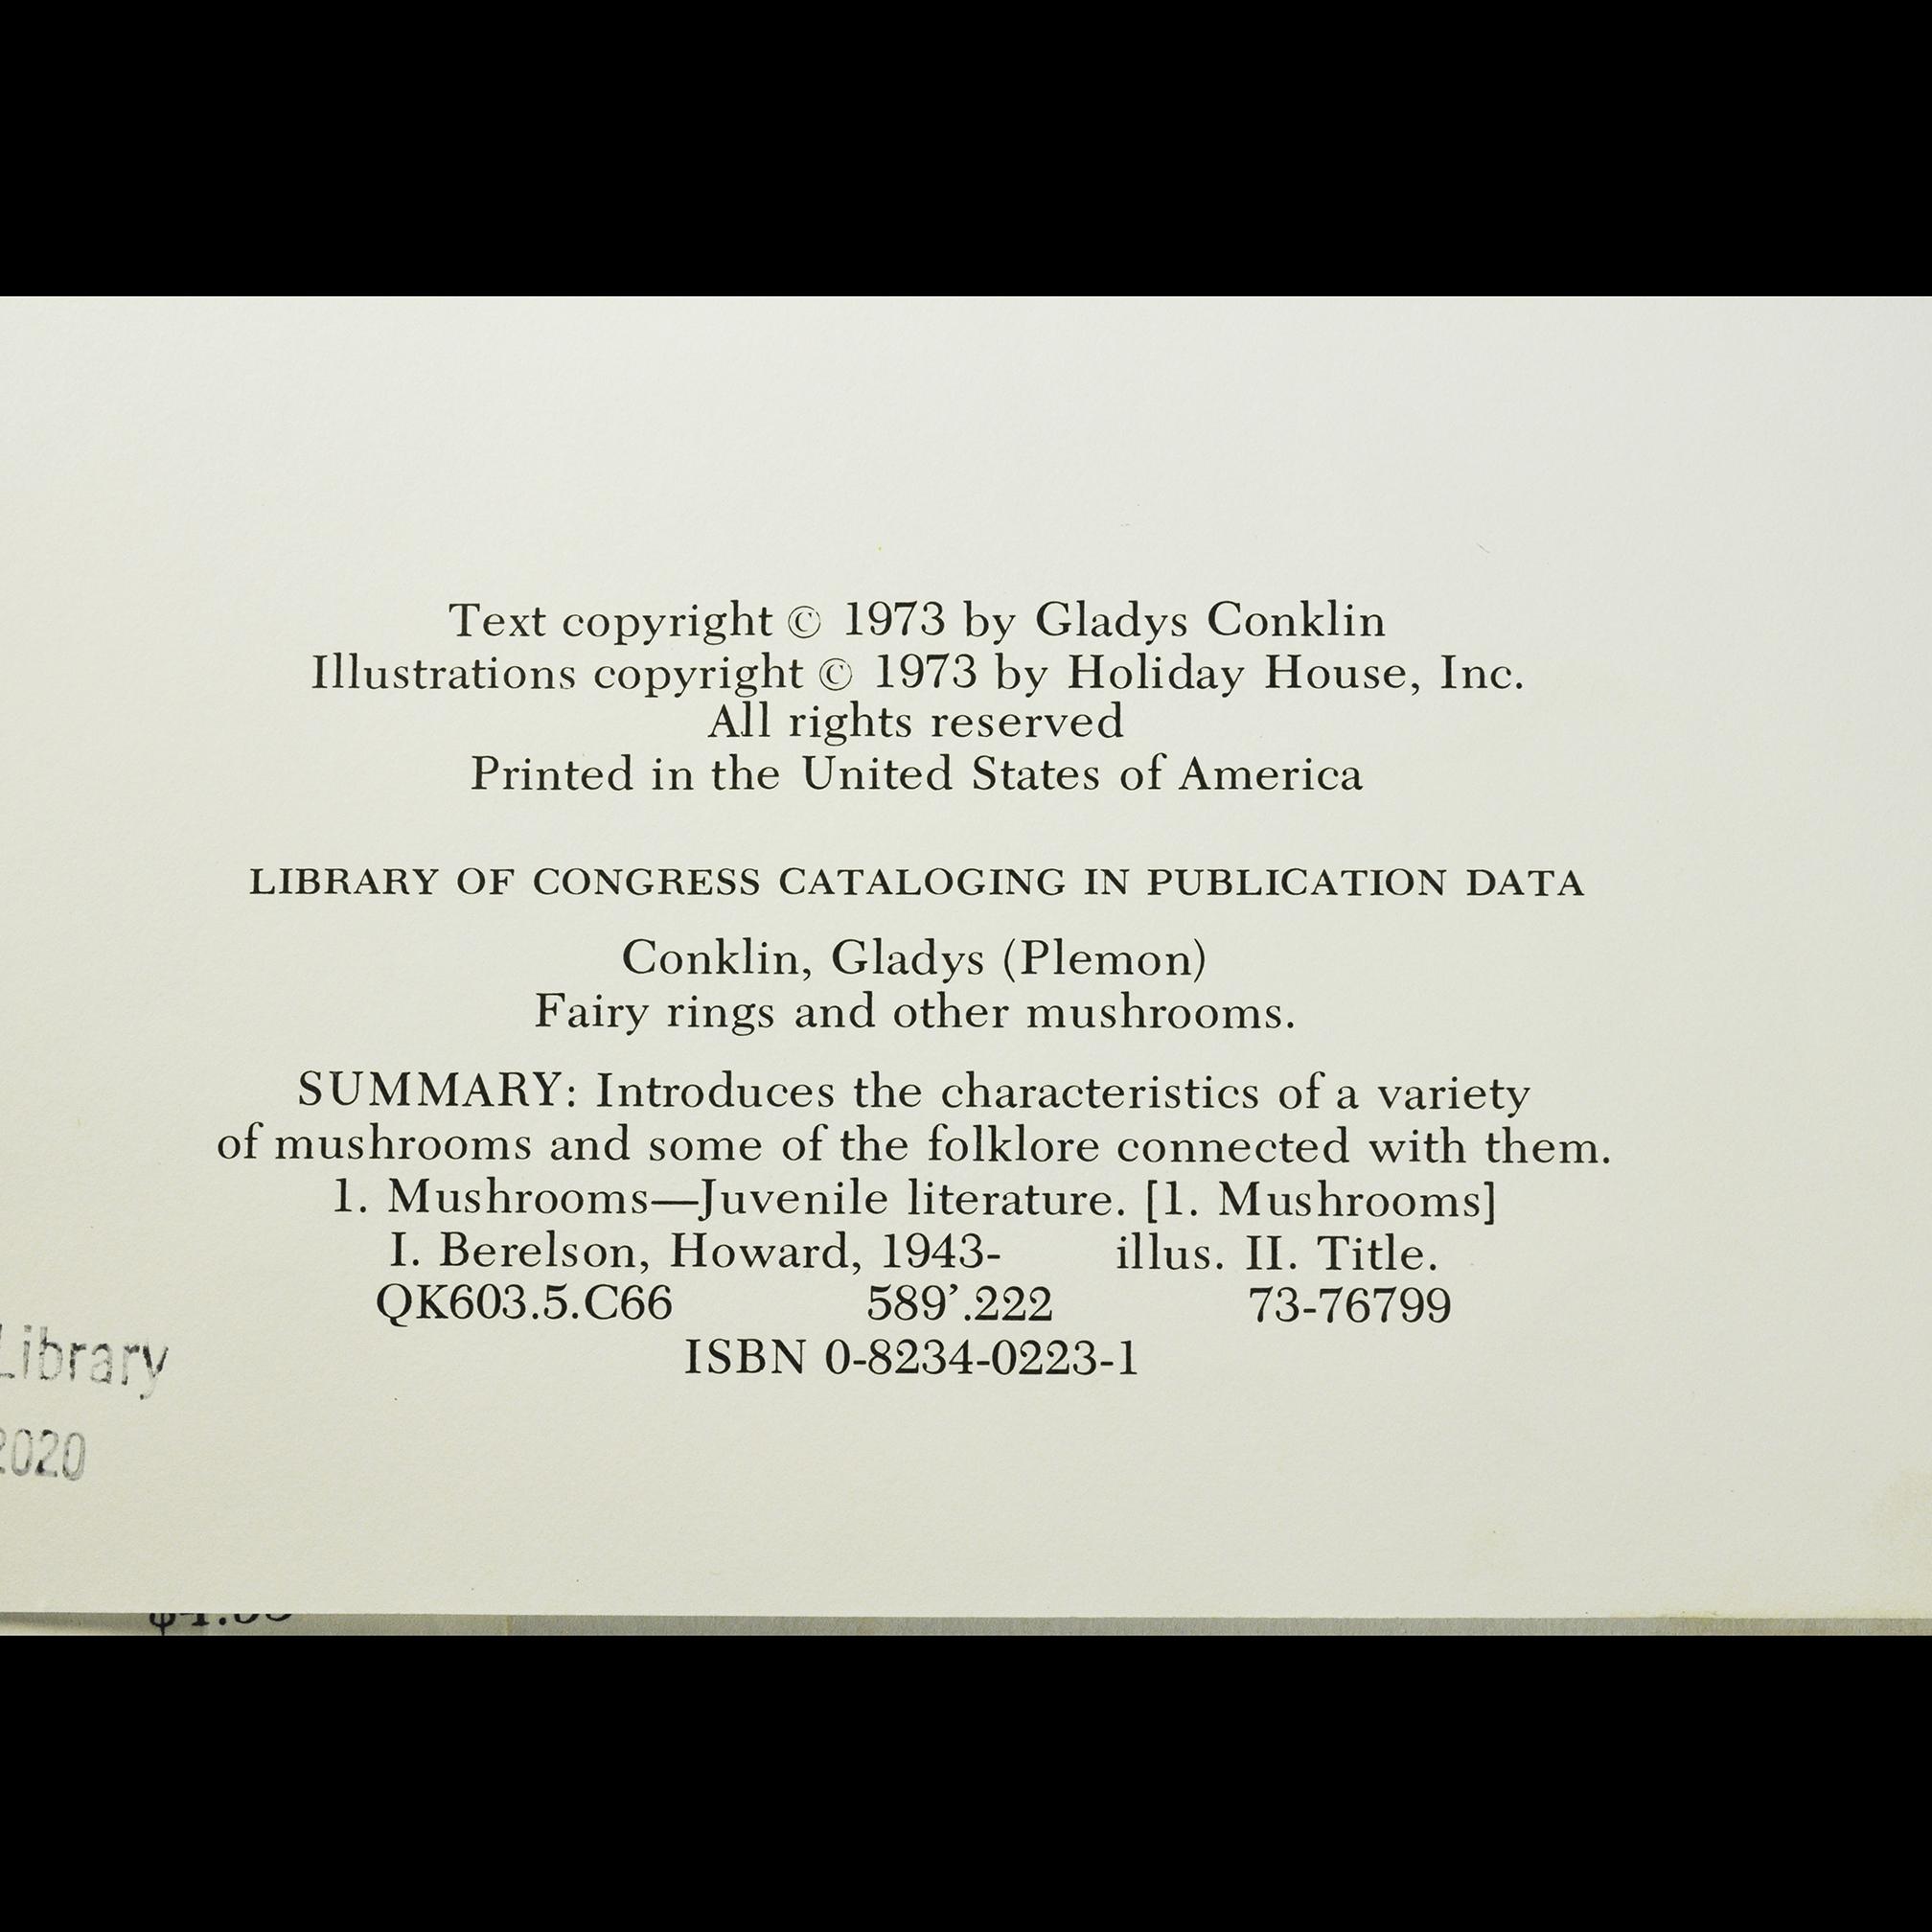 Text copyright © 1973 by Gladys Conklin
Illustrations copyright © 1973 by Holiday House, Inc.
All rights reserved
Printed in the United States of America
LIBRARY OF CONGRESS CATALOGING IN PUBLICATION DATA
Conklin, Gladys (Plemon)
Fairy rings and other mushrooms.
SUMMARY: Introduces the characteristics of a variety
of mushrooms and some of the folklore connected with them.
1. Mushrooms—Juvenile literature. [1. Mushrooms]
I. Berelson, Howard, 1943- illus. II. Title.
QK603.5.C66 589’.222 73-76799
ISBN 0-8234-0223-1
Library
2020